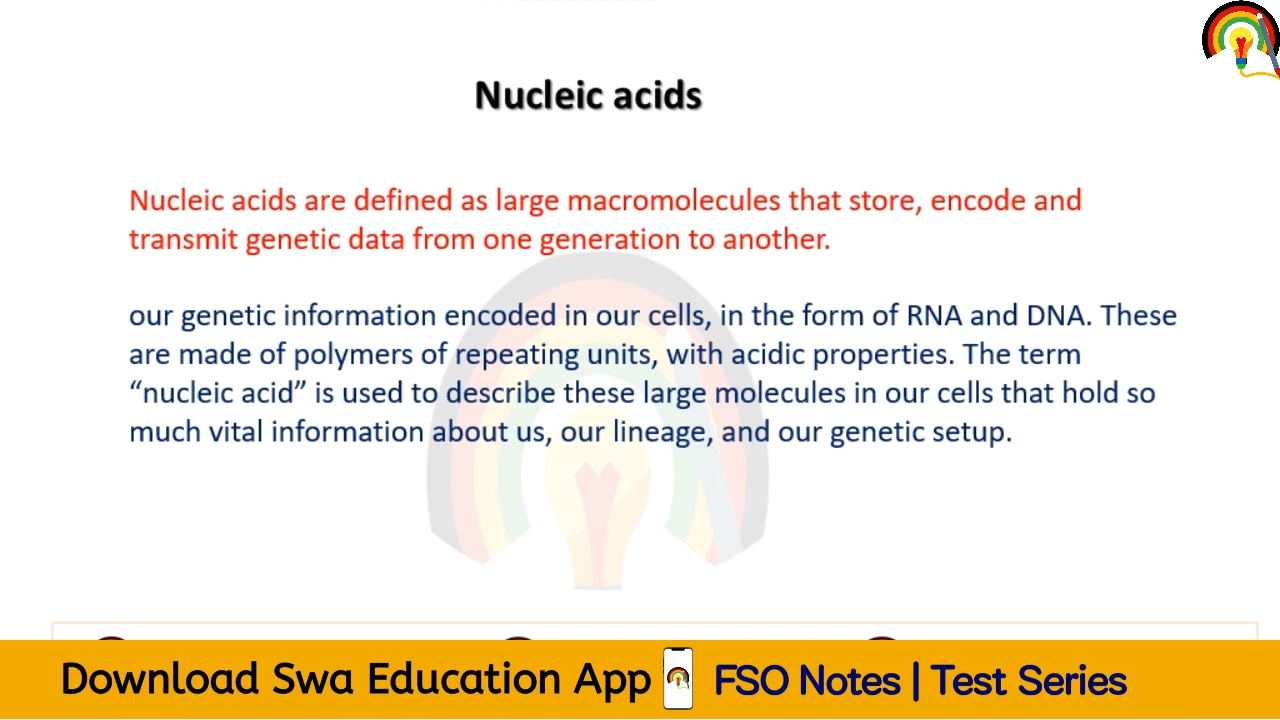 Nucleic acids
Nucleic acids are defined as large macromolecules that store, encode and
transmit genetic data from one generation to another.
our genetic information encoded in our cells, in the form of RNA and DNA. These
are made of polymers of repeating units, with acidic properties. The term
“nucleic acid” is used to describe these large molecules in our cells that hold so
much vital information about us, our lineage, and our genetic setup.
Download Swa Education App FSO Notes | Test Series